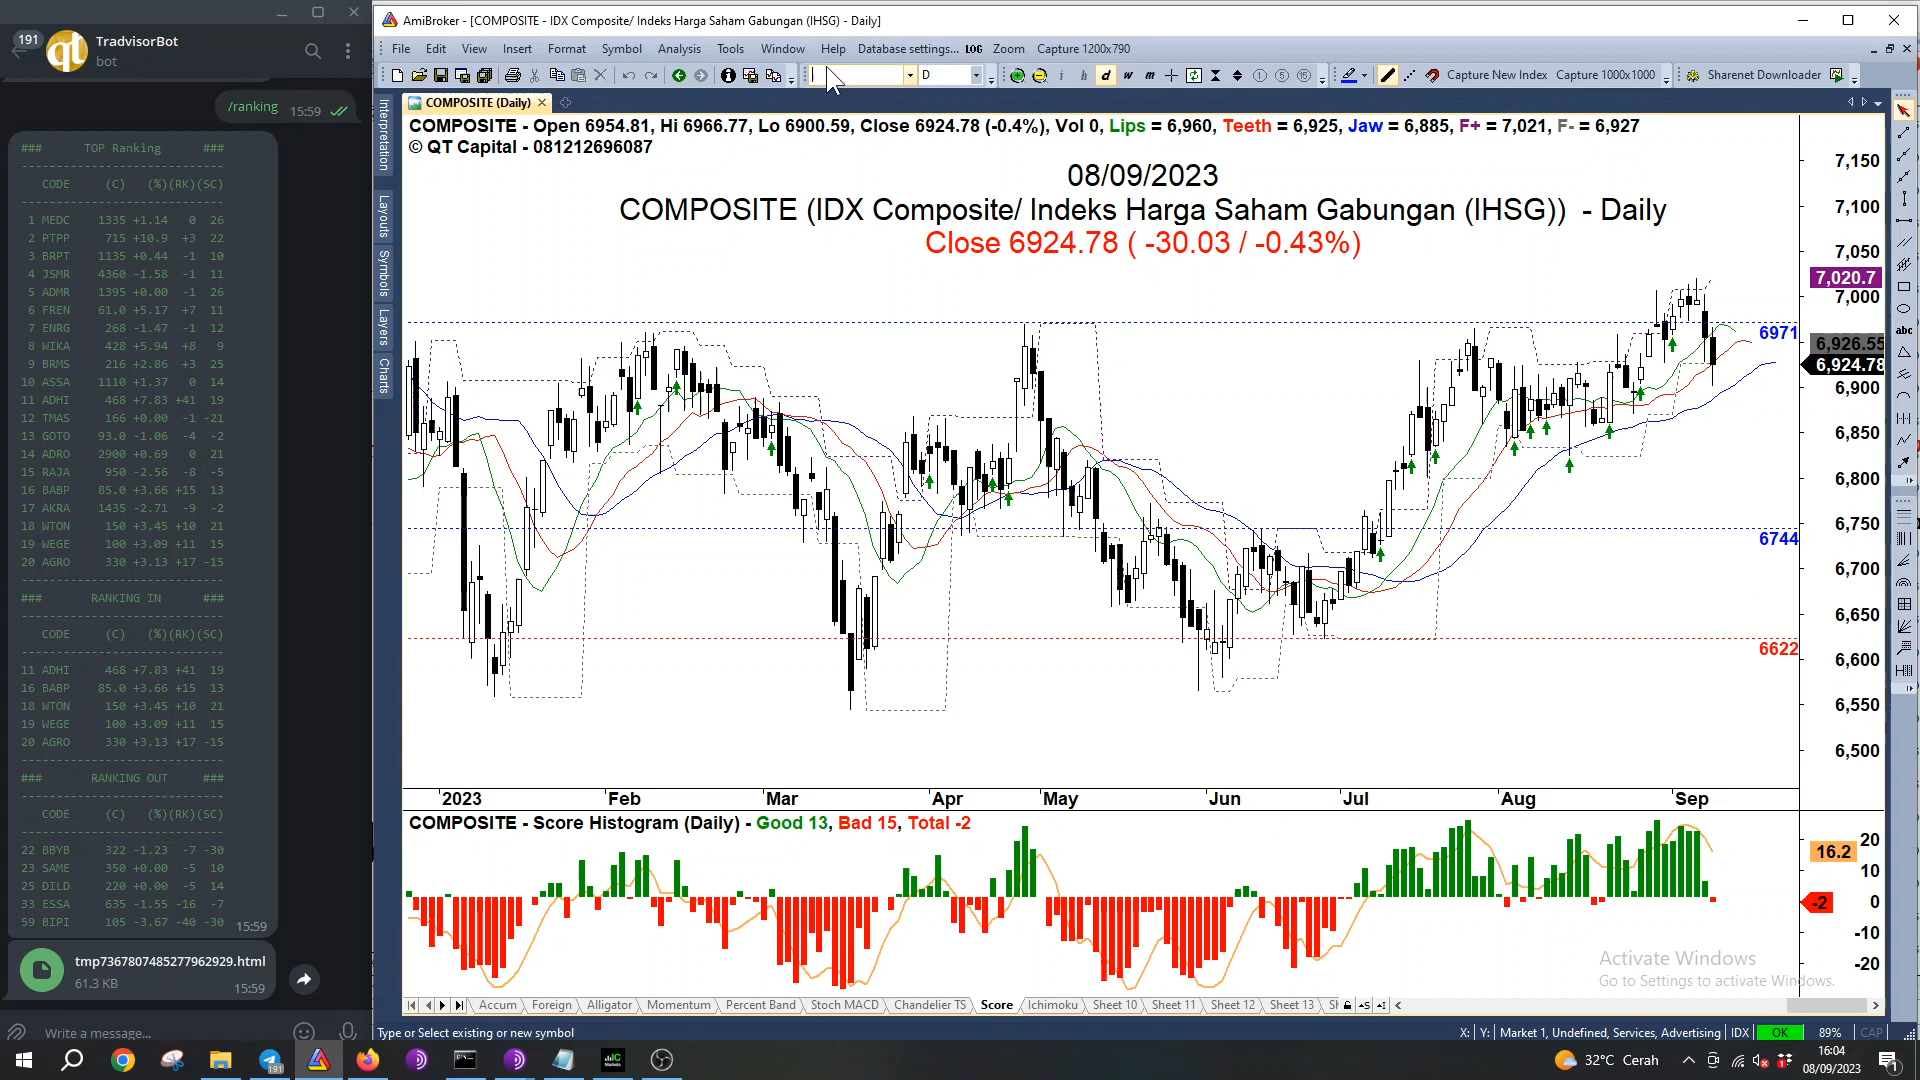 191
TradvisorBot
bot
/ranking 15:59
### TOP Ranking ###
CODE (C) (%)(RK)(SC)
1 MEDC 1335 +1.14 0 26
2 PTPP 715 +10.9 +3 22
3 BRPT 1135 +0.44 -1 10
4 JSMR 4360 -1.58 -1 11
5 ADMR 1395 +0.00 -1 26
6 FREN 61.0 +5.17 +7 11
7 ENRG 268 -1.47 -1 12
8 WIKA 428 +5.94 +8 9
9 BRMS 216 +2.86 +3 25
10 ASSA 1110 +1.37 0 14
11 ADHI 468 +7.83 +41 19
12 TMAS 166 +0.00 -1 -21
13 GOTO 93.0 -1.06 -4 -2
14 ADRO 2900 +0.69 0 21
15 RAJA 950 -2.56 -8 -5
16 BABP 85.0 +3.66 +15 13
17 AKRA 1435 -2.71 -9 -2
18 WTON 150 +3.45 +10 21
19 WEGE 100 +3.09 +11 15
20 AGRO 330 +3.13 +17 -15
### RANKING IN ###
CODE (C) (%)(RK)(SC)
11 ADHI 468 +7.83 +41 19
16 BABP 85.0 +3.66 +15 13
18 WTON 150 +3.45 +10 21
19 WEGE 100 +3.09 +11 15
20 AGRO 330 +3.13 +17 -15
### RANKING OUT ###
CODE (C) (%)(RK)(SC)
22 BBYB 322 -1.23 -7 -30
23 SAME 350 +0.00 -5 10
25 DILD 220 +0.00 -5 14
33 ESSA 635 -1.55 -16 -7
59 BIPI 105 -3.67 -40 -30
15:59
tmp7367807485277962929.html
61.3 KB
15:59
Write a message...
AmiBroker - [COMPOSITE - IDX Composite/ Indeks Harga Saham Gabungan (IHSG) - Daily]
File Edit View Insert Format Symbol Analysis Tools Window Help Database settings... LOG Zoom Capture 1200x790
D
i h d w m
1 5 15
Capture New Index Capture 1000x1000
Sharenet Downloader
COMPOSITE (Daily)
Interpretation
Layouts
Symbols
Layers
Charts
abc
COMPOSITE - Open 6954.81, Hi 6966.77, Lo 6900.59, Close 6924.78 (-0.4%), Vol 0, Lips = 6,960, Teeth = 6,925, Jaw = 6,885, F+ = 7,021, F- = 6,927
© QT Capital - 081212696087
08/09/2023
COMPOSITE (IDX Composite/ Indeks Harga Saham Gabungan (IHSG)) - Daily
Close 6924.78 ( -30.03 / -0.43%)
7,150
7,100
7,050
7,020.7
7,000
6971
6,926.55
6,924.78
6,900
6,850
6,800
6,750
6744
6,700
6,650
6622
6,600
6,550
6,500
2023 Feb Mar Apr May Jun Jul Aug Sep
COMPOSITE - Score Histogram (Daily) - Good 13, Bad 15, Total -2
20
16.2
10
0
-2
-10
-20
Activate Windows
Go to Settings to activate Windows.
Accum Foreign Alligator Momentum Percent Band Stoch MACD Chandelier TS Score Ichimoku Sheet 10 Sheet 11 Sheet 12 Sheet 13
Type or Select existing or new symbol
X: Y: Market 1, Undefined, Services, Advertising IDX OK 89% CAP
191
32°C Cerah
16:04
08/09/2023
1